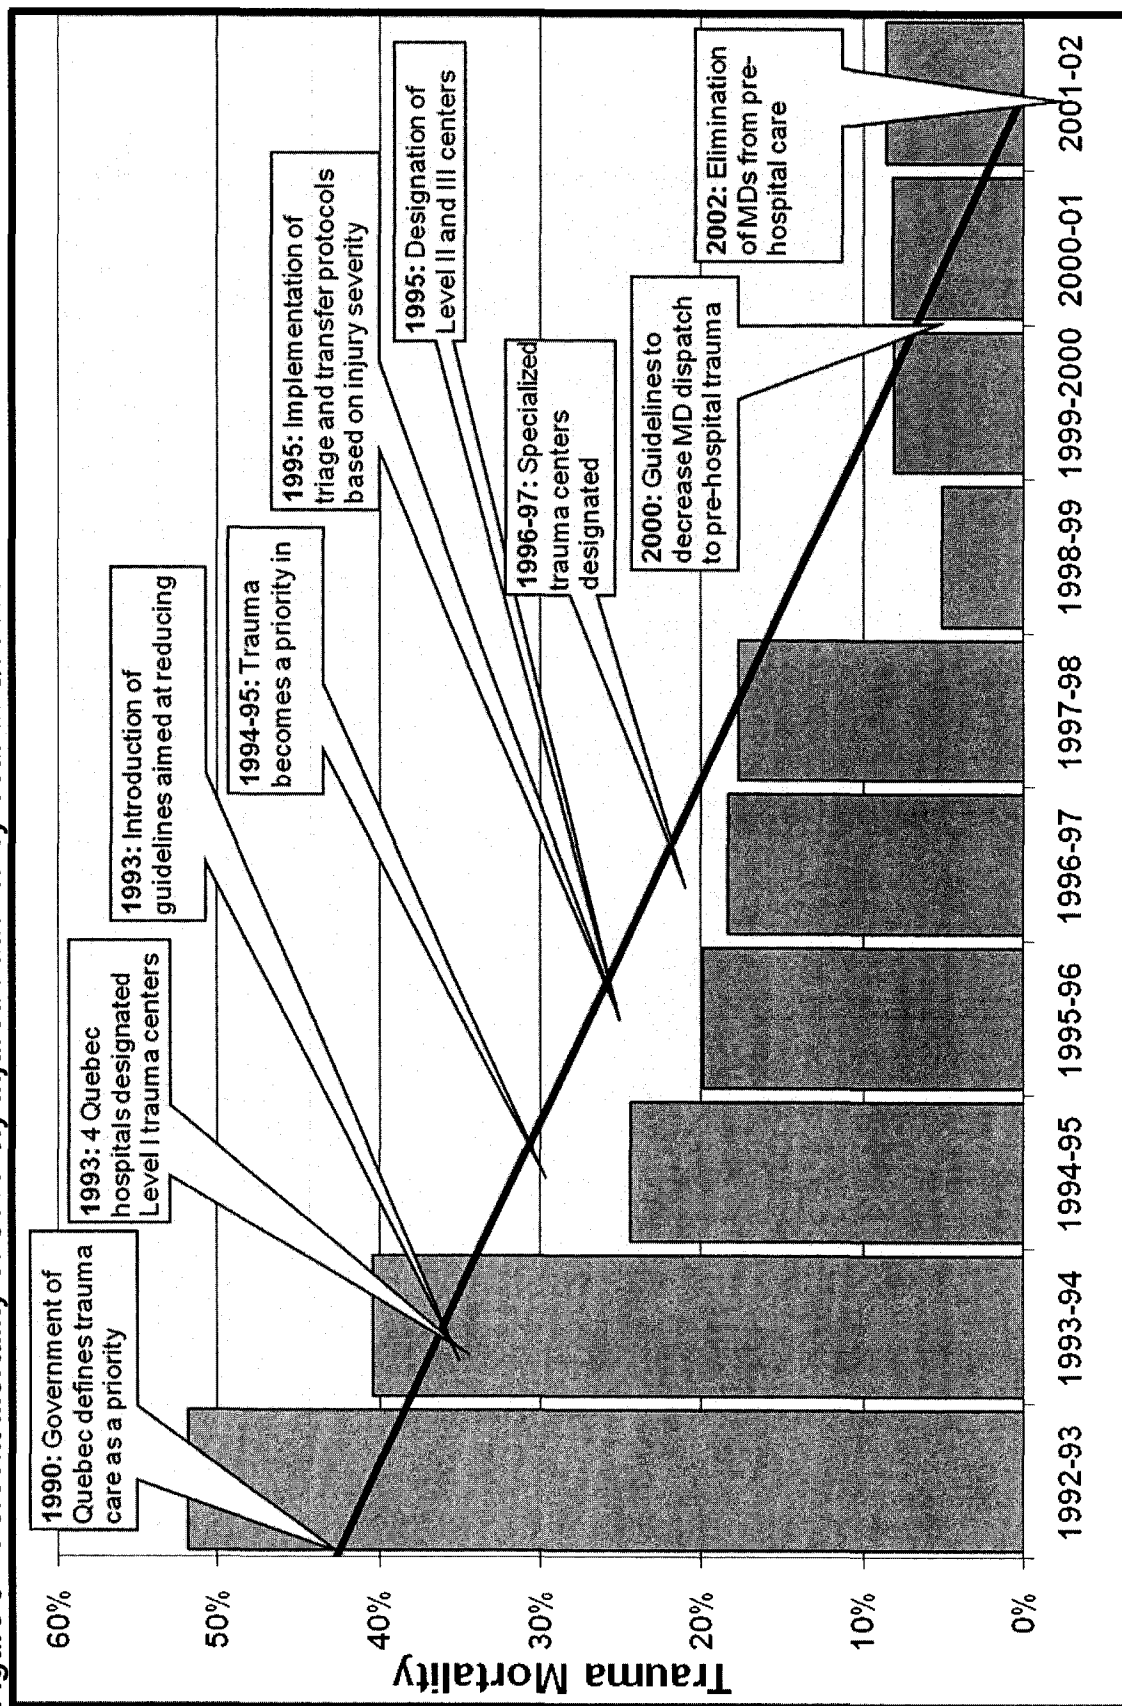 60%
50%
40%
30%
20%
10%
0%
Trauma Mortality
1990: Government of
Quebec defines trauma
care as a priority
1993: 4 Quebec
hospitals designated
Level I trauma centers
1993: Introduction of
guidelines aimed at reducing
1994-95: Trauma
becomes a priority in
1995: Implementation of
triage and transfer protocols
based on injury severity
1995: Designation of
Level II and III centers
1996-97: Specialized
trauma centers
designated
2000: Guidelines to
decrease MD dispatch
to pre-hospital trauma
2002: Elimination
of MDs from pre-
hospital care
1992-93
1993-94
1994-95
1995-96
1996-97
1997-98
1998-99
1999-2000
2000-01
2001-02